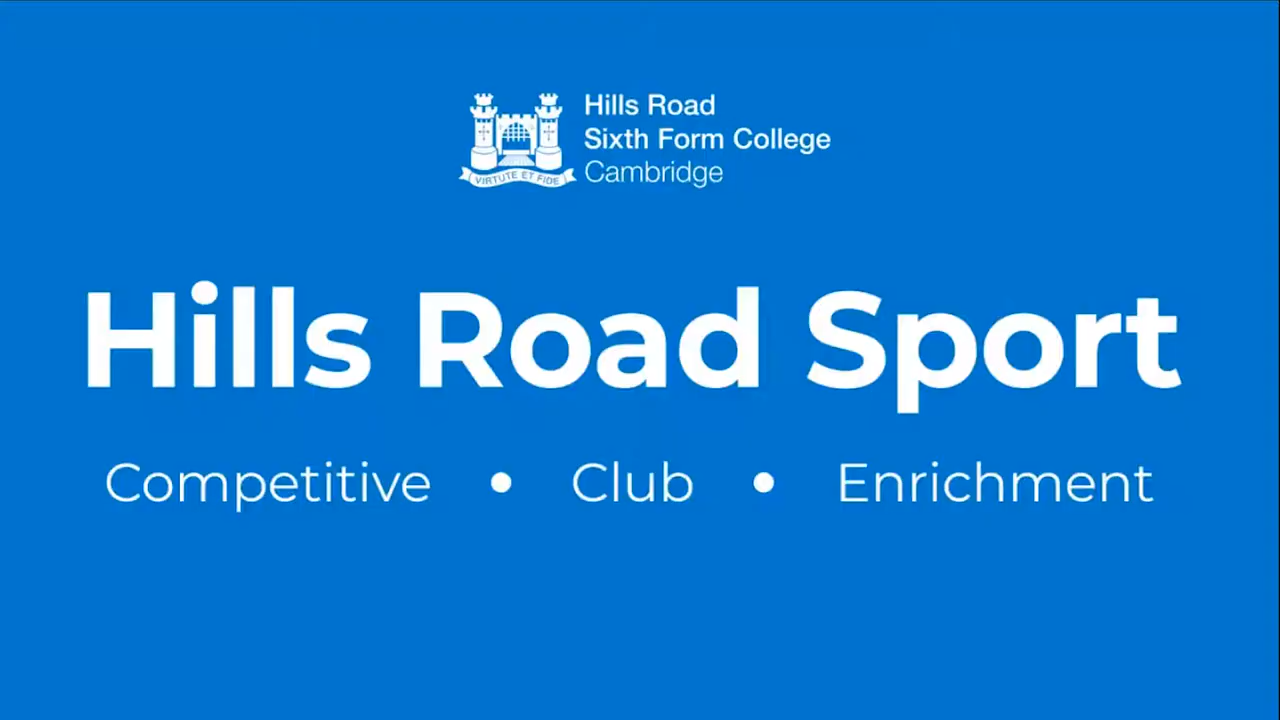 Hills Road
Sixth Form College
Cambridge
VIRTUTE ET FIDE
Hills Road Sport
Competitive • Club • Enrichment